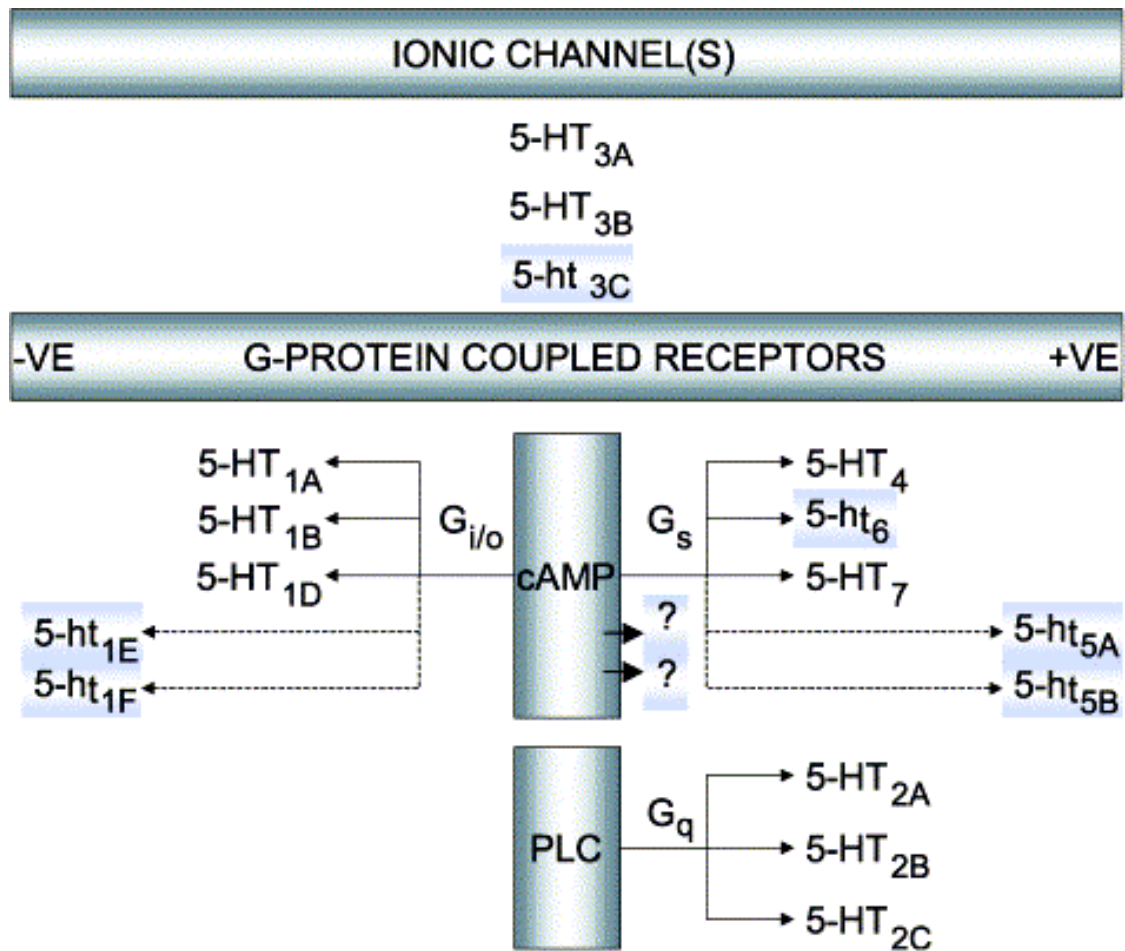 IONIC CHANNEL(S)
5-HT3A
5-HT3B
5-ht 3C
-VE G-PROTEIN COUPLED RECEPTORS +VE
5-HT1A 5-HT4
5-HT1B Gi/o Gs 5-ht6
5-HT1D cAMP 5-HT7
5-ht1E ? 5-ht5A
5-ht1F ? 5-ht5B
5-HT2A
PLC Gq 5-HT2B
5-HT2C